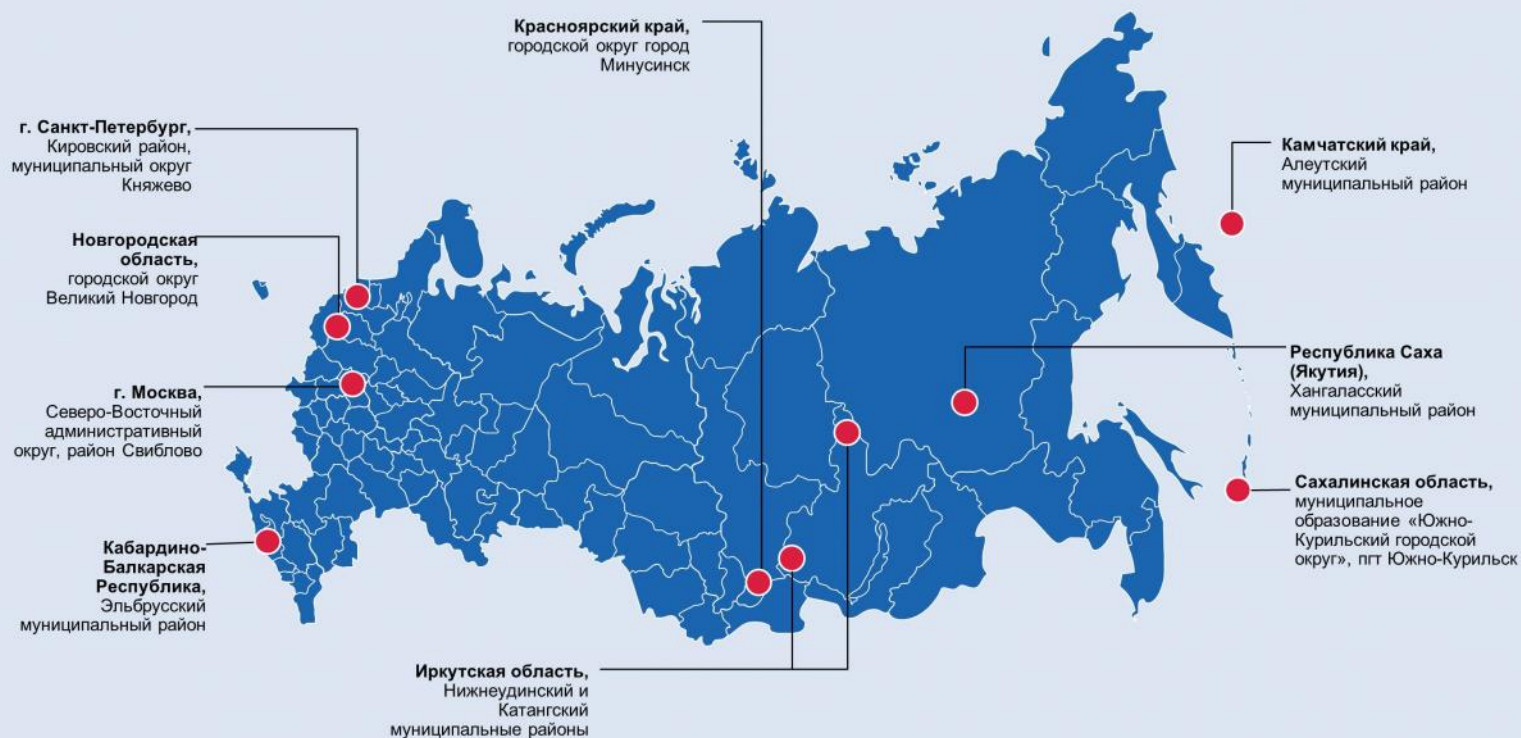 Красноярский край,
городской округ город
Минусинск
г. Санкт-Петербург,
Кировский район,
муниципальный округ
Княжево
Новгородская
область,
городской округ
Великий Новгород
г. Москва,
Северо-Восточный
административный
округ, район Свиблово
Кабардино-
Балкарская
Республика,
Эльбрусский
муниципальный район
Иркутская область,
Нижнеудинский и
Катангский
муниципальные районы
Камчатский край,
Алеутский
муниципальный район
Республика Саха
(Якутия),
Хангаласский
муниципальный район
Сахалинская область,
муниципальное
образование «Южно-
Курильский городской
округ», пгт Южно-Курильск